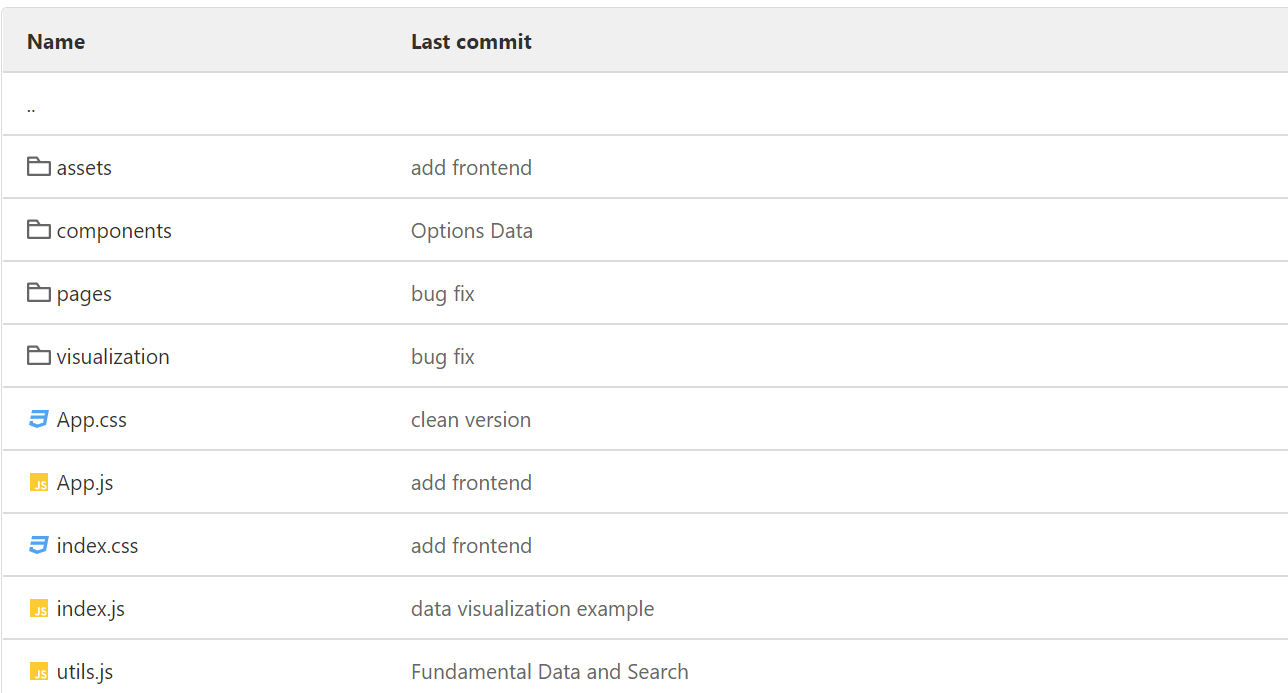 Name Last commit
..
assets add frontend
components Options Data
pages bug fix
visualization bug fix
App.css clean version
JS App.js add frontend
index.css add frontend
JS index.js data visualization example
JS utils.js Fundamental Data and Search